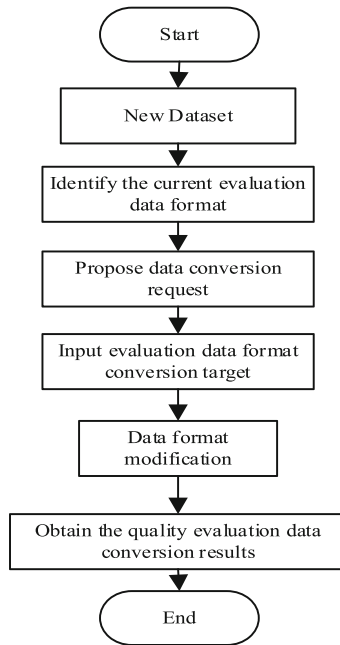 Start
New Dataset
Identify the current evaluation
data format
Propose data conversion
request
Input evaluation data format
conversion target
Data format
modification
Obtain the quality evaluation data
conversion results
End